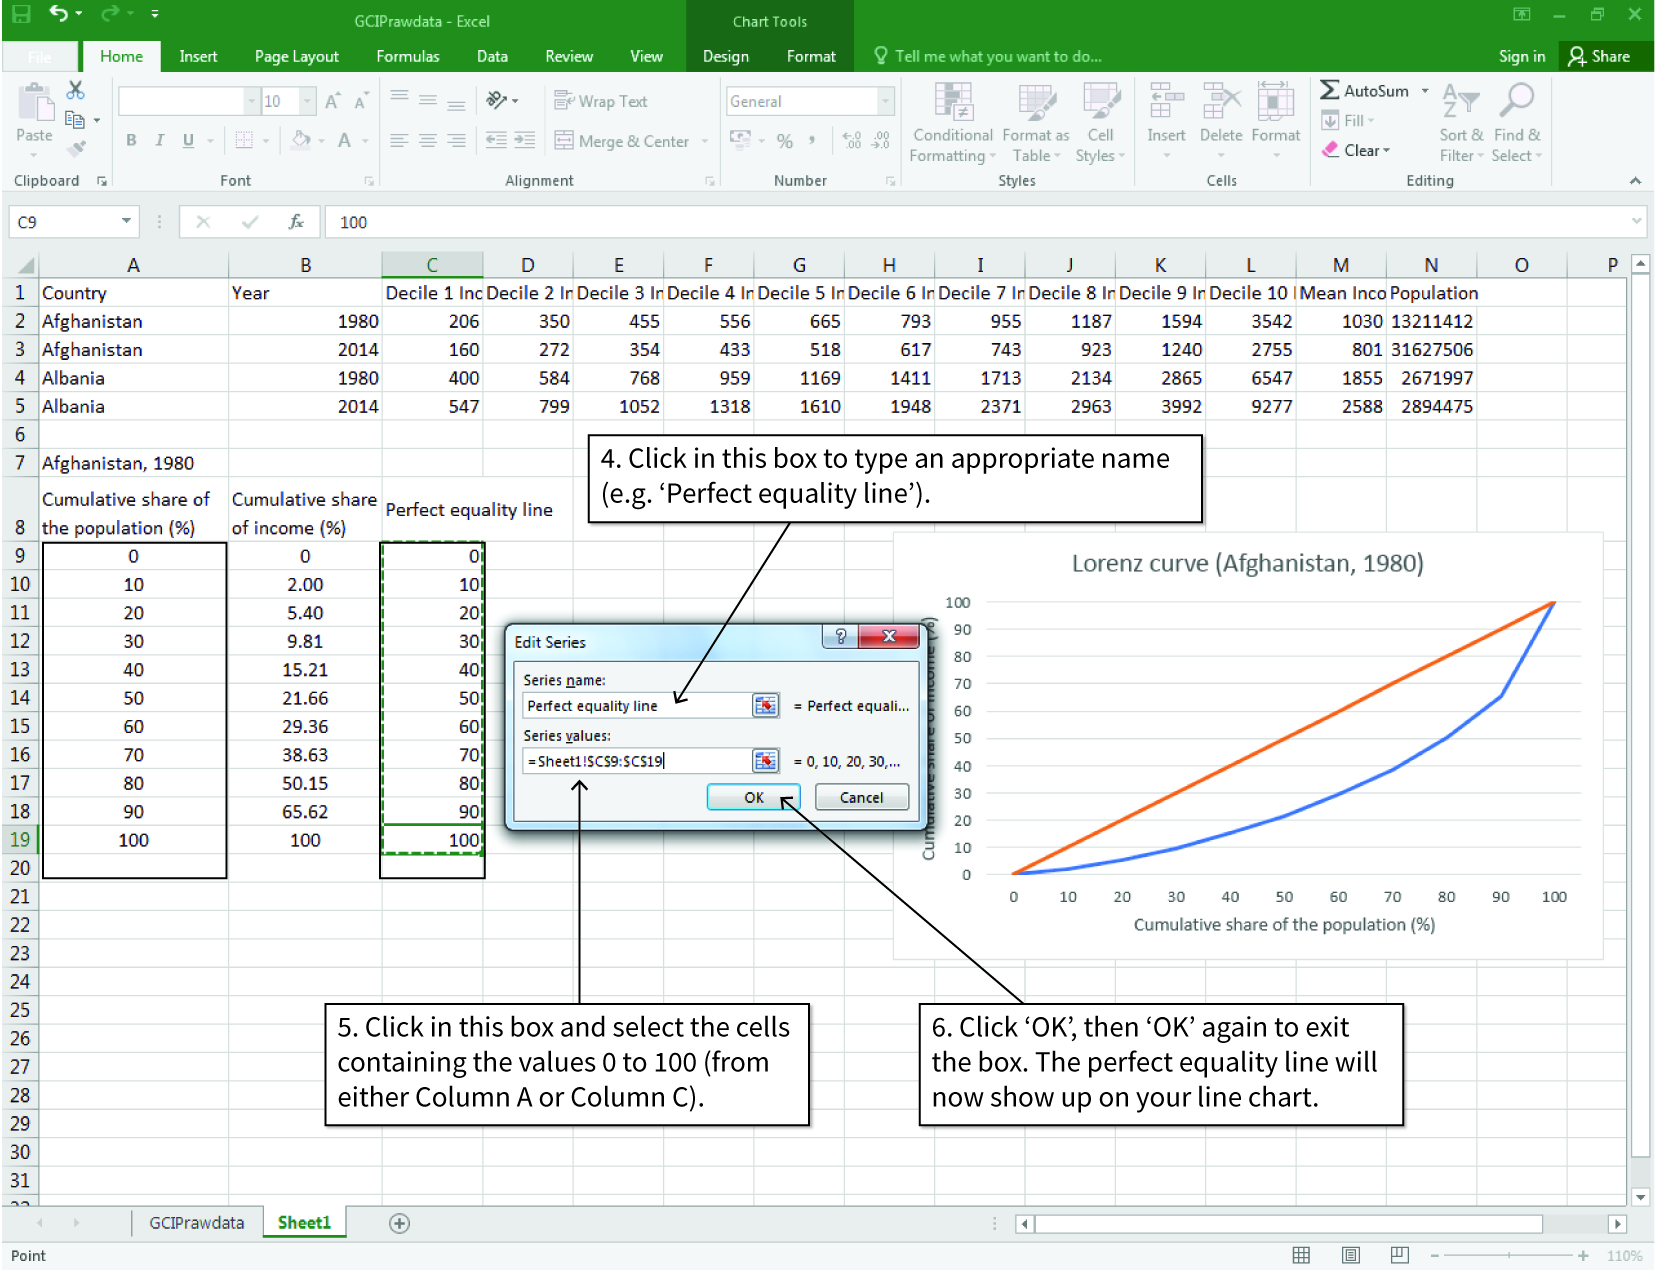 GCIPrawdata - Excel
Chart Tools
File Home Insert Page Layout Formulas Data Review View Design Format Tell me what you want to do... Sign in Share
Paste
10 A A
B I U A
Wrap Text
Merge & Center
General
% , .00 .00
Conditional Formatting
Format as Table
Cell Styles
Insert Delete Format
AutoSum
Fill
Clear
Sort & Filter
Find & Select
Clipboard Font Alignment Number Styles Cells Editing
C9 fx 100
A B C D E F G H I J K L M N O P
1 Country Year Decile 1 Inc Decile 2 In Decile 3 In Decile 4 In Decile 5 In Decile 6 In Decile 7 In Decile 8 In Decile 9 In Decile 10 I Mean Inco Population
2 Afghanistan 1980 206 350 455 556 665 793 955 1187 1594 3542 1030 13211412
3 Afghanistan 2014 160 272 354 433 518 617 743 923 1240 2755 801 31627506
4 Albania 1980 400 584 768 959 1169 1411 1713 2134 2865 6547 1855 2671997
5 Albania 2014 547 799 1052 1318 1610 1948 2371 2963 3992 9277 2588 2894475
6
7 Afghanistan, 1980
8 Cumulative share of the population (%) Cumulative share of income (%) Perfect equality line
9 0 0 0
10 10 2.00 10
11 20 5.40 20
12 30 9.81 30
13 40 15.21 40
14 50 21.66 50
15 60 29.36 60
16 70 38.63 70
17 80 50.15 80
18 90 65.62 90
19 100 100 100
20
21
22
23
24
25
26
27
28
29
30
31
4. Click in this box to type an appropriate name
(e.g. ‘Perfect equality line’).
Edit Series
?
Series name:
Perfect equality line = Perfect equali...
Series values:
=Sheet1!$C$9:$C$19 = 0, 10, 20, 30,...
OK Cancel
Lorenz curve (Afghanistan, 1980)
100
90
80
70
60
50
40
30
20
10
0
0 10 20 30 40 50 60 70 80 90 100
Cumulative share of the population (%)
Cumulative share of income (%)
5. Click in this box and select the cells
containing the values 0 to 100 (from
either Column A or Column C).
6. Click ‘OK’, then ‘OK’ again to exit
the box. The perfect equality line will
now show up on your line chart.
GCIPrawdata Sheet1
Point 110%